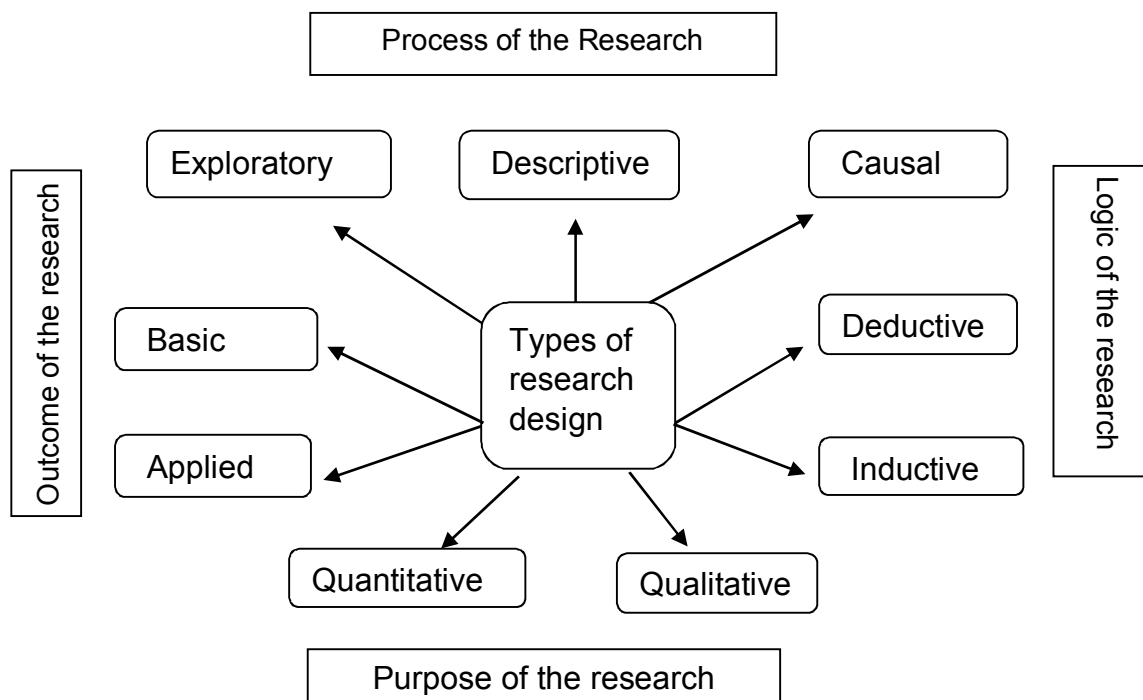 Process of the Research
Exploratory
Descriptive
Causal
Outcome of the research
Logic of the research
Basic
Types of
research
design
Deductive
Applied
Inductive
Quantitative
Qualitative
Purpose of the research